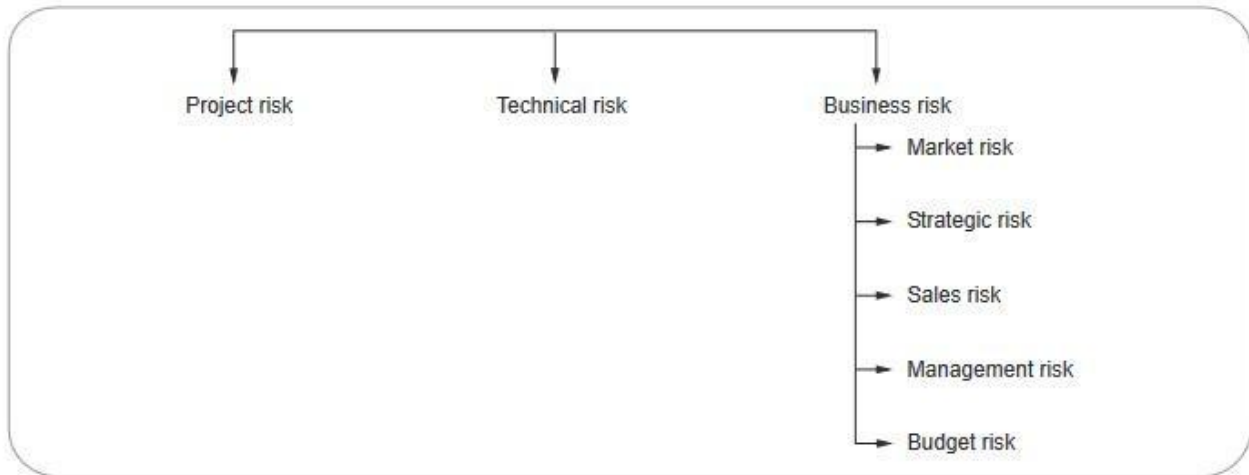 Project risk
Technical risk
Business risk
Market risk
Strategic risk
Sales risk
Management risk
Budget risk